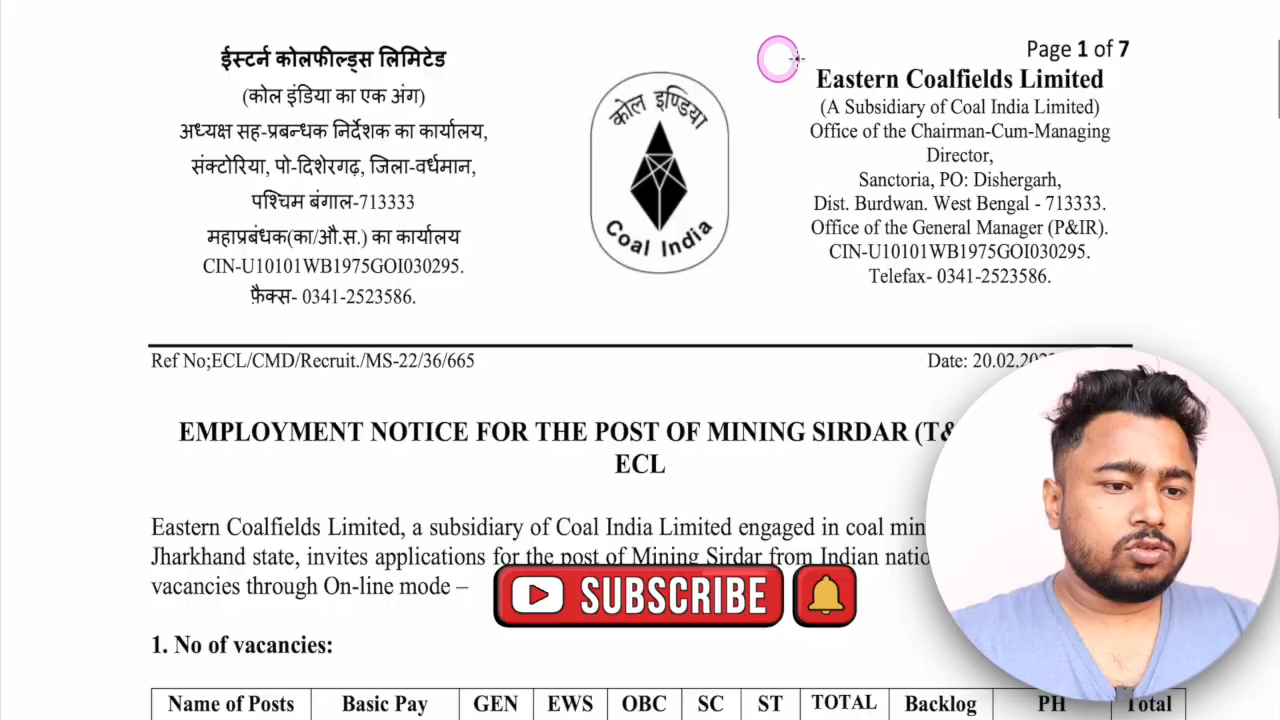 Page 1 of 7
ईस्टर्न कोलफील्ड्स लिमिटेड
(कोल इंडिया का एक अंग)
अध्यक्ष सह-प्रबन्धक निर्देशक का कार्यालय,
संक्टोरिया, पो-दिशेरगढ़, जिला-वर्धमान,
पश्चिम बंगाल-713333
महाप्रबंधक(का/औ.स.) का कार्यालय
CIN-U10101WB1975GOI030295.
फ़ैक्स- 0341-2523586.
कोल इण्डिया
Coal India
Eastern Coalfields Limited
(A Subsidiary of Coal India Limited)
Office of the Chairman-Cum-Managing
Director,
Sanctoria, PO: Dishergarh,
Dist. Burdwan. West Bengal - 713333.
Office of the General Manager (P&IR).
CIN-U10101WB1975GOI030295.
Telefax- 0341-2523586.
Ref No;ECL/CMD/Recruit./MS-22/36/665
Date: 20.02.202
EMPLOYMENT NOTICE FOR THE POST OF MINING SIRDAR (T&
ECL
Eastern Coalfields Limited, a subsidiary of Coal India Limited engaged in coal min
Jharkhand state, invites applications for the post of Mining Sirdar from Indian natio
vacancies through On-line mode –
SUBSCRIBE
1. No of vacancies:
Name of Posts Basic Pay GEN EWS OBC SC ST TOTAL Backlog PH Total